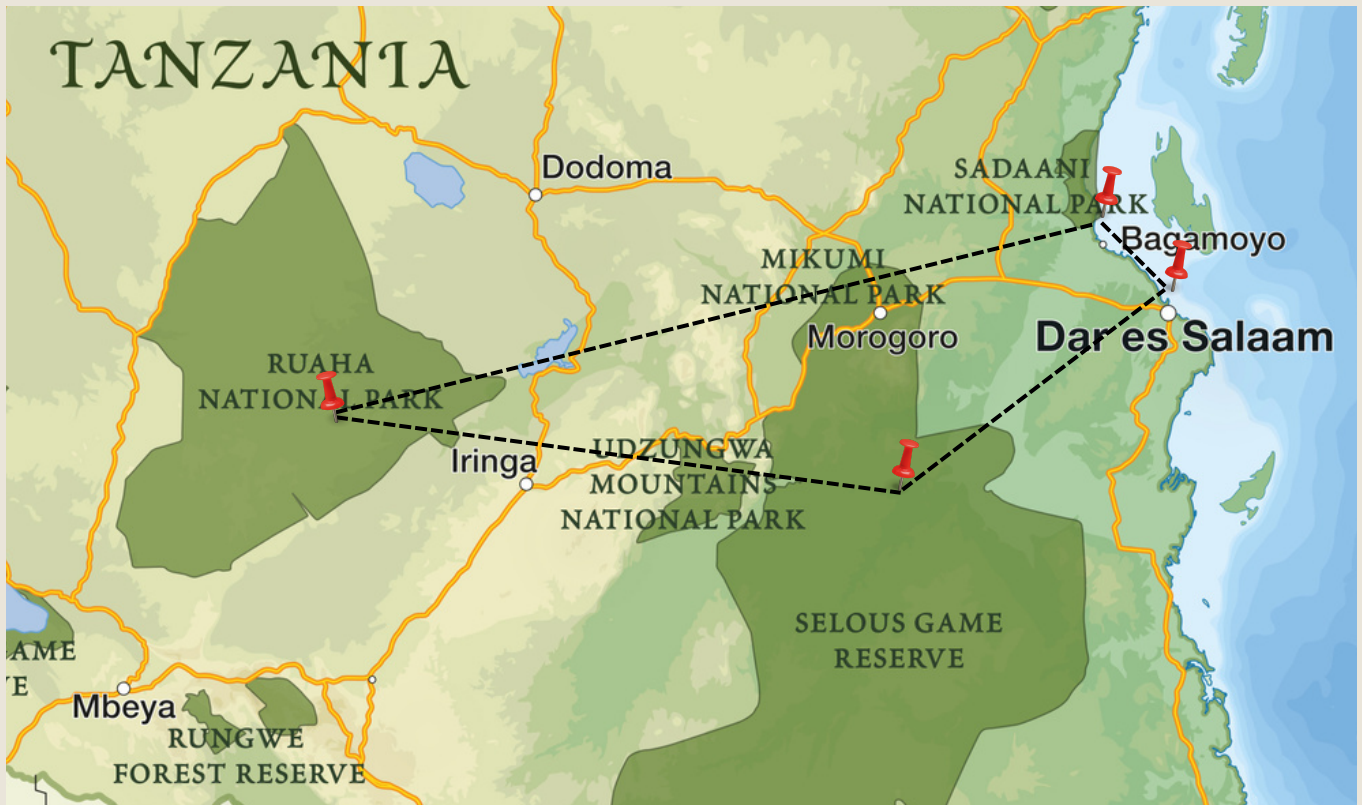 TANZANIA
Dodoma
SADAANI
NATIONAL PARK
Bagamoyo
MIKUMI
NATIONAL PARK
Morogoro
Dar es Salaam
RUAHA
NATIONAL PARK
Iringa
UDZUNGWA
MOUNTAINS
NATIONAL PARK
SELOUS GAME
RESERVE
AME
E
Mbeya
RUNGWE
FOREST RESERVE